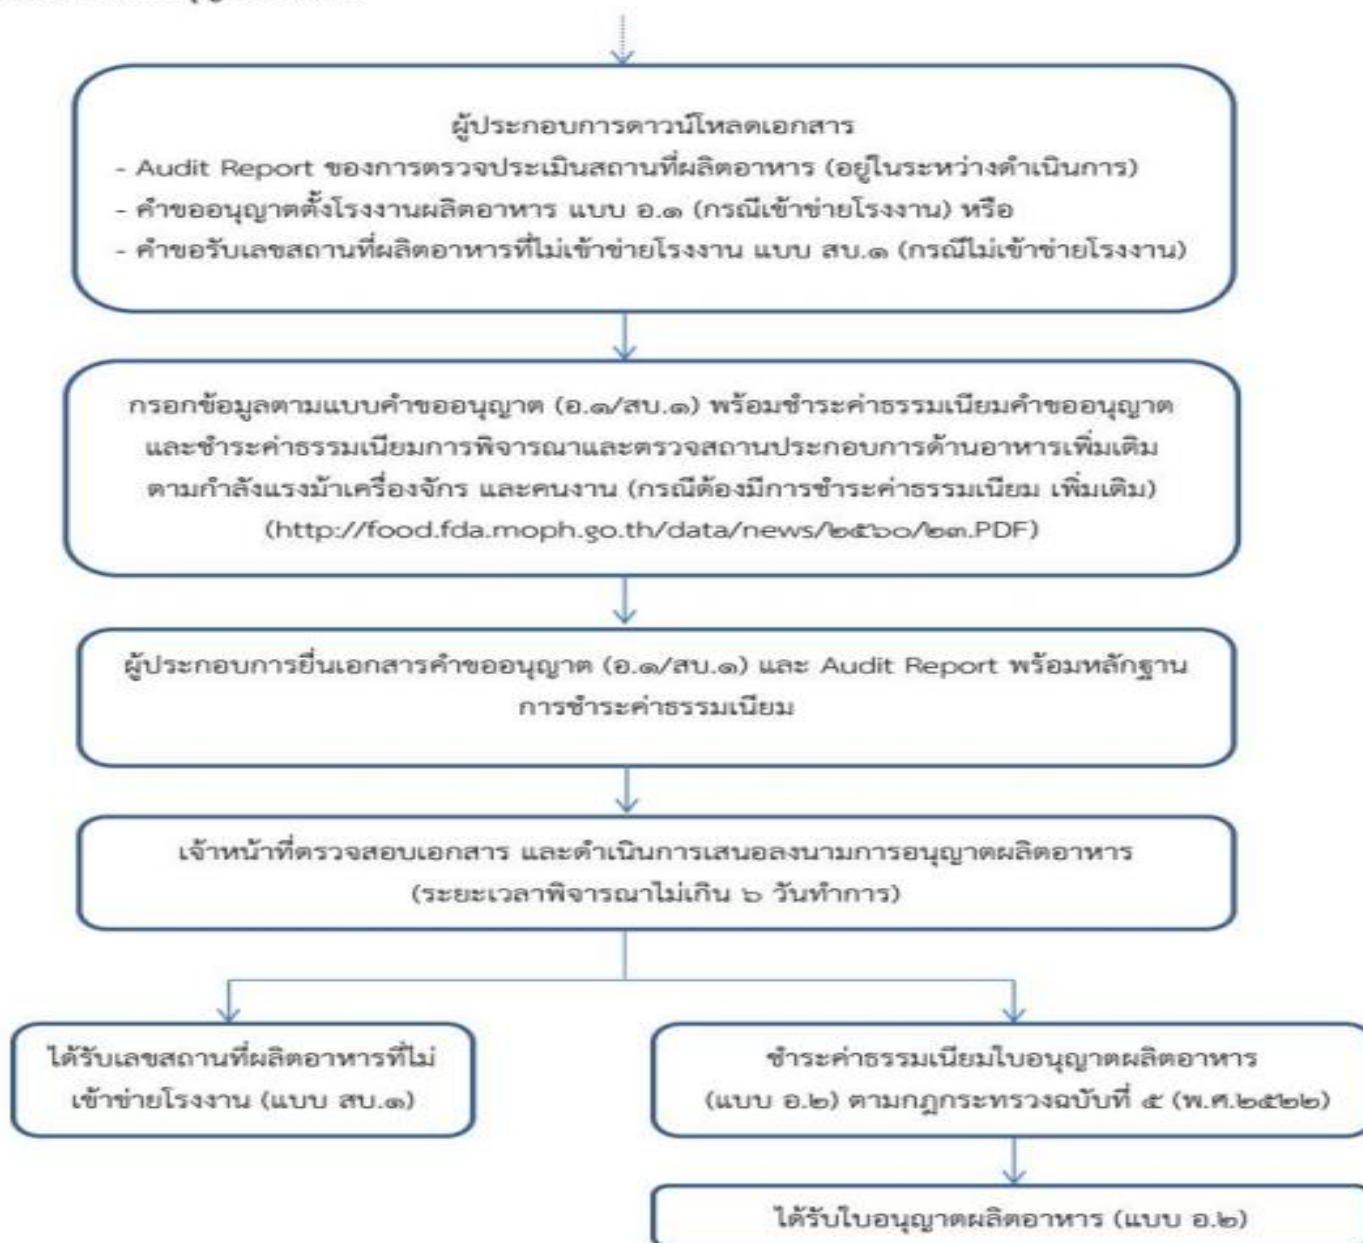 ผู้ประกอบการดาวน์โหลดเอกสาร
- Audit Report ของการตรวจประเมินสถานที่ผลิตอาหาร (อยู่ในระหว่างดำเนินการ)
- คำขออนุญาตตั้งโรงงานผลิตอาหาร แบบ อ.๑ (กรณีเข้าข่ายโรงงาน) หรือ
- คำขอรับเลขสถานที่ผลิตอาหารที่ไม่เข้าข่ายโรงงาน แบบ สบ.๑ (กรณีไม่เข้าข่ายโรงงาน)
กรอกข้อมูลตามแบบคำขออนุญาต (อ.๑/สบ.๑) พร้อมชำระค่าธรรมเนียมคำขออนุญาต
และชำระค่าธรรมเนียมการพิจารณาและตรวจสถานประกอบการด้านอาหารเพิ่มเติม
ตามกำลังแรงม้าเครื่องจักร และคนงาน (กรณีต้องมีการชำระค่าธรรมเนียม เพิ่มเติม)
(http://food.fda.moph.go.th/data/news/๒๕๖๐/๒๓.PDF)
ผู้ประกอบการยื่นเอกสารคำขออนุญาต (อ.๑/สบ.๑) และ Audit Report พร้อมหลักฐาน
การชำระค่าธรรมเนียม
เจ้าหน้าที่ตรวจสอบเอกสาร และดำเนินการเสนอลงนามการอนุญาตผลิตอาหาร
(ระยะเวลาพิจารณาไม่เกิน ๖ วันทำการ)
ได้รับเลขสถานที่ผลิตอาหารที่ไม่
เข้าข่ายโรงงาน (แบบ สบ.๑)
ชำระค่าธรรมเนียมใบอนุญาตผลิตอาหาร
(แบบ อ.๒) ตามกฎกระทรวงฉบับที่ ๕ (พ.ศ.๒๕๒๒)
ได้รับใบอนุญาตผลิตอาหาร (แบบ อ.๒)